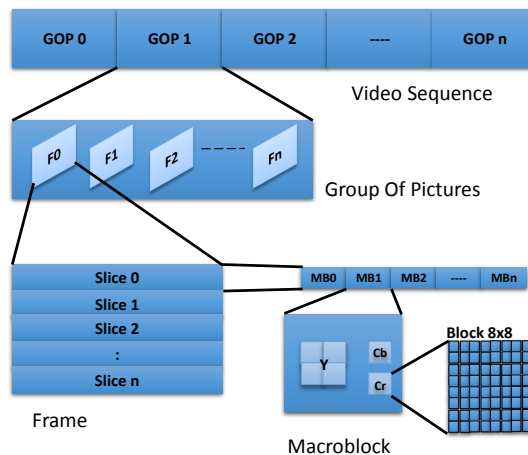 GOP 0 GOP 1 GOP 2 ---- GOP n
Video Sequence
F0 F1 F2 ---- Fn
Group Of Pictures
Slice 0
Slice 1
Slice 2
:
Slice n
Frame
MB0 MB1 MB2 ---- MBn
Y
Cb
Cr
Macroblock
Block 8x8